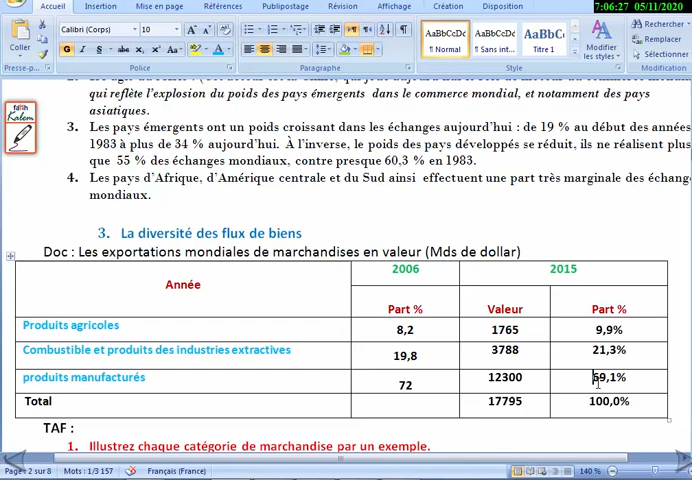 Accueil Insertion Mise en page Références Publipostage Révision Affichage Création Disposition
7:06:27 05/11/2020
Calibri (Corps) 10
Coller
G I S abe x₂ x² Aa
AaBbCcDc AaBbCcDc AaBbC
¶ Normal ¶ Sans int... Titre 1
Modifier les styles
Rechercher
Remplacer
Sélectionner
Presse-p... Police Paragraphe Style Modification
qui reflète l'explosion du poids des pays émergents dans le commerce mondial, et notamment des pays
asiatiques.
3. Les pays émergents ont un poids croissant dans les échanges aujourd'hui : de 19 % au début des années
1983 à plus de 34 % aujourd'hui. À l'inverse, le poids des pays développés se réduit, ils ne réalisent plus
que 55 % des échanges mondiaux, contre presque 60,3 % en 1983.
4. Les pays d'Afrique, d'Amérique centrale et du Sud ainsi effectuent une part très marginale des échang
mondiaux.
fatih
Kalem
3. La diversité des flux de biens
Doc : Les exportations mondiales de marchandises en valeur (Mds de dollar)
Année 2006 2015
Part % Valeur Part %
Produits agricoles 8,2 1765 9,9%
Combustible et produits des industries extractives 19,8 3788 21,3%
produits manufacturés 72 12300 69,1%
Total 17795 100,0%
TAF :
1. Illustrez chaque catégorie de marchandise par un exemple.
Page : 2 sur 8 Mots : 1/3 157 Français (France) 140 %